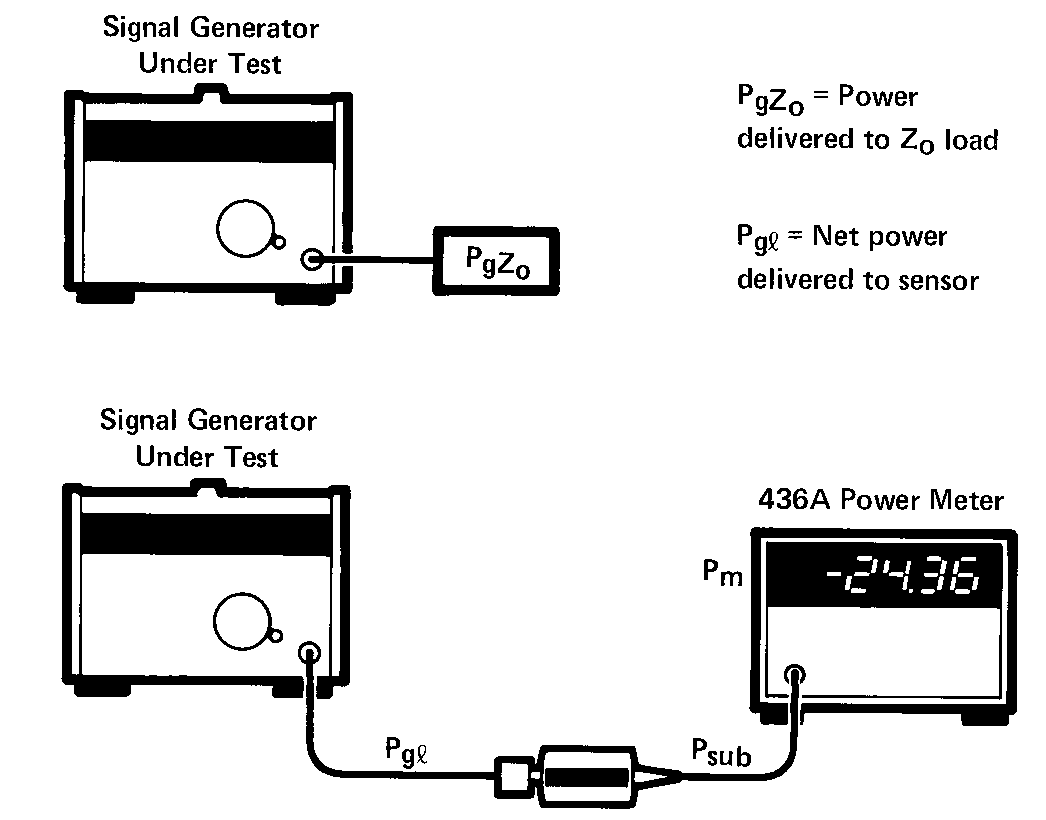 Signal Generator
Under Test
PgZo = Power
delivered to Zo load
PgZo
Pgℓ = Net power
delivered to sensor
Signal Generator
Under Test
436A Power Meter
Pm
-24.36
Pgℓ
Psub